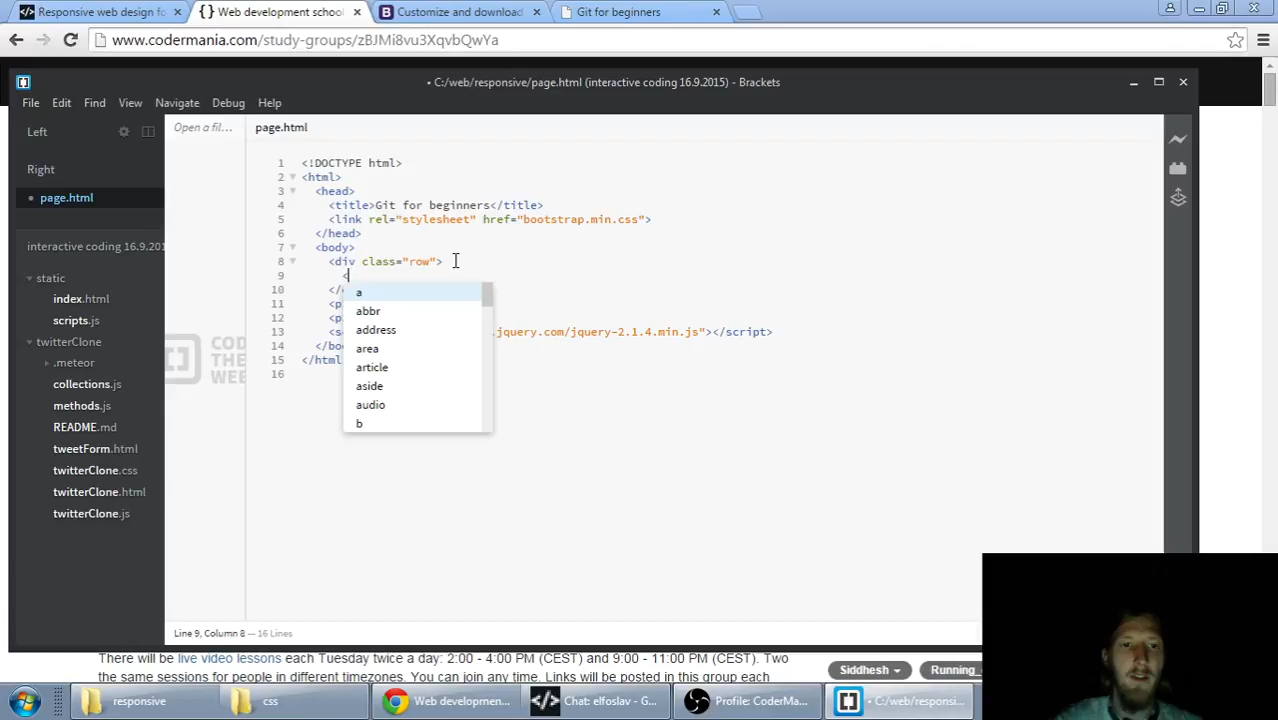 Responsive web design for
Web development school
Customize and download
Git for beginners
www.codermania.com/study-groups/zBJMi8vu3XqvbQwYa
• C:/web/responsive/page.html (interactive coding 16.9.2015) - Brackets
File Edit Find View Navigate Debug Help
Left
Open a fil...
page.html
Right
• page.html
interactive coding 16.9.201
static
index.html
scripts.js
twitterClone
.meteor
collections.js
methods.js
README.md
tweetForm.html
twitterClone.css
twitterClone.html
twitterClone.js
COD
THE
WE
1 <!DOCTYPE html>
2 <html>
3 <head>
4 <title>Git for beginners</title>
5 <link rel="stylesheet" href="bootstrap.min.css">
6 </head>
7 <body>
8 <div class="row">
9 <
10 </
11 <p
12 <p
13 <s .jquery.com/jquery-2.1.4.min.js"></script>
14 </bo
15 </html
16
a
abbr
address
area
article
aside
audio
b
Line 9, Column 8 — 16 Lines
There will be live video lessons each Tuesday twice a day: 2:00 - 4:00 PM (CEST) and 9:00 - 11:00 PM (CEST). Two
the same sessions for people in different timezones. You can join any time. Links will be posted in this group each
Siddhesh
Running_
responsive
css
Web developmen...
Chat: elfoslav - G...
Profile: CoderMa...
• C:/web/responsi...